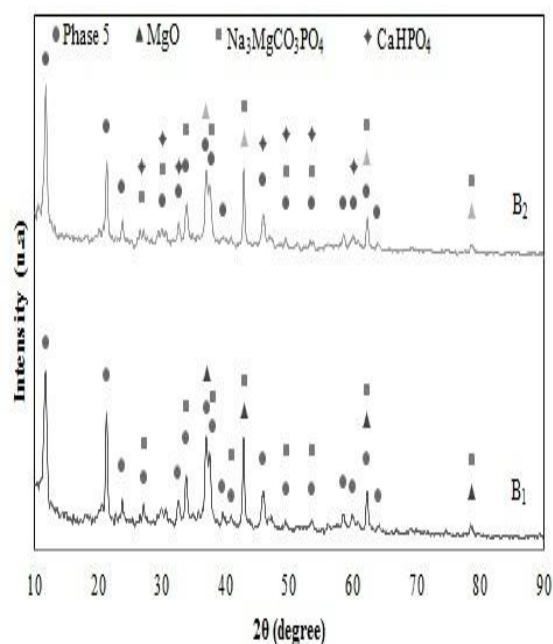 Phase 5 MgO Na₃MgCO₃PO₄ CaHPO₄
B₂
B₁
Intensity (u.a)
10 20 30 40 50 60 70 80 90
2θ (degree)